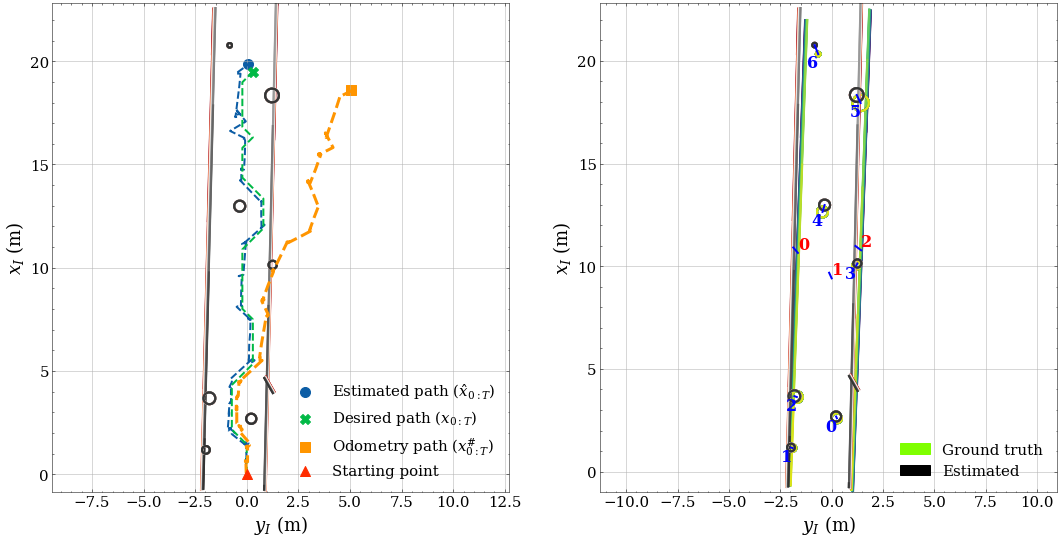 20
15
10
5
0
x_I (m)
−7.5 −5.0 −2.5 0.0 2.5 5.0 7.5 10.0 12.5
y_I (m)
Estimated path (x̂_{0:T})
Desired path (x_{0:T})
Odometry path (x^#_{0:T})
Starting point
20
15
10
5
0
x_I (m)
6
5
4
0
2
1
3
2
0
1
Ground truth
Estimated
−10.0 −7.5 −5.0 −2.5 0.0 2.5 5.0 7.5 10.0
y_I (m)